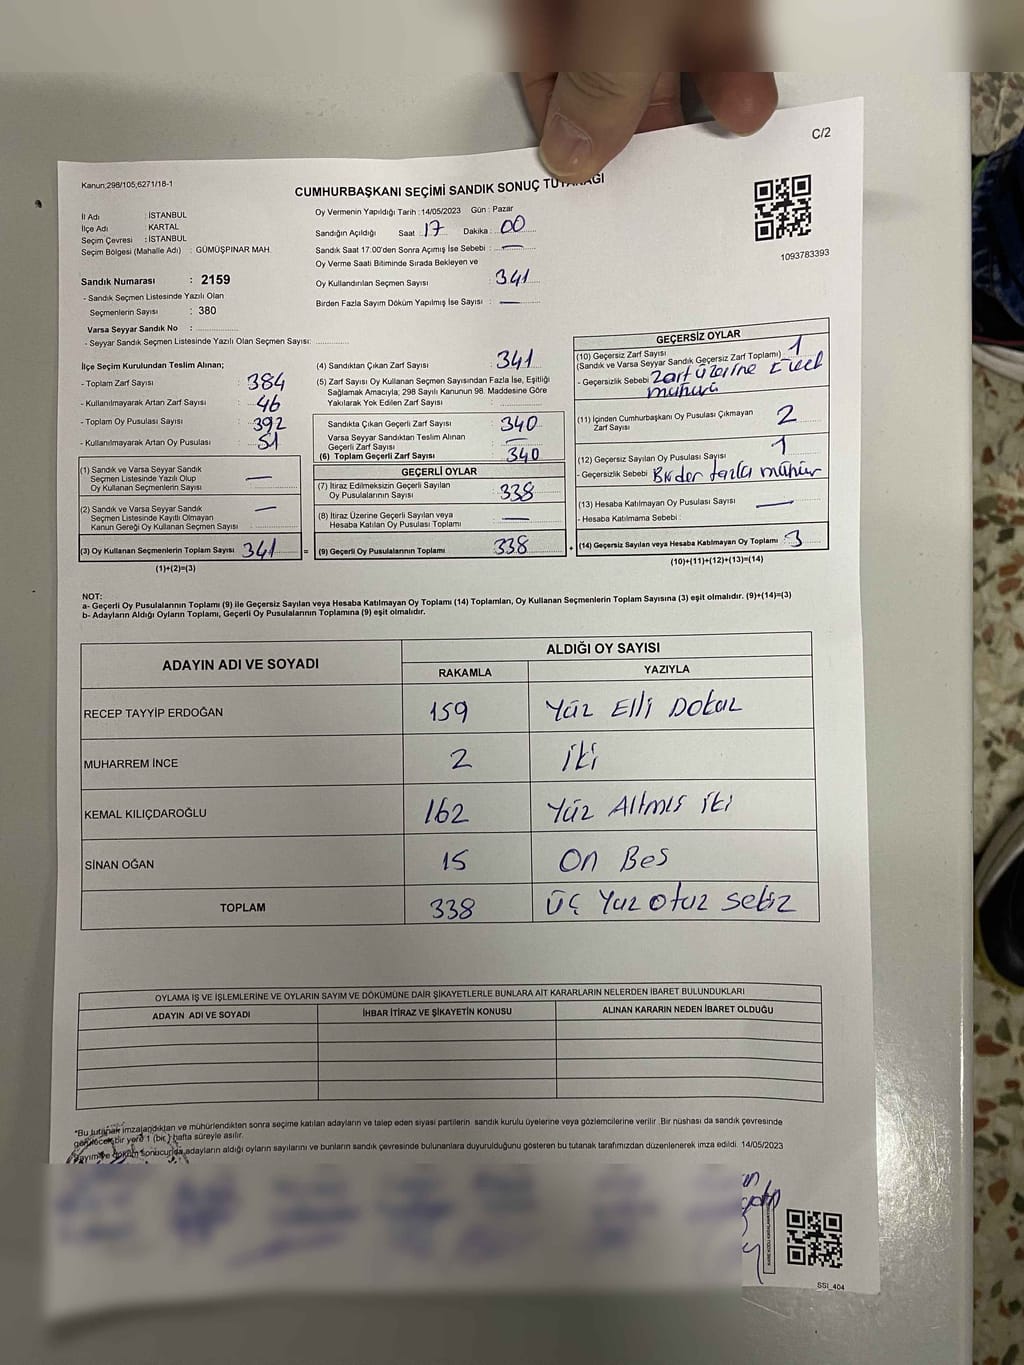 C/2
Kanun;298/105;6271/18-1
CUMHURBAŞKANI SEÇİMİ SANDIK SONUÇ TUTANAĞI
İl Adı : İSTANBUL
İlçe Adı : KARTAL
Seçim Çevresi : İSTANBUL
Seçim Bölgesi (Mahalle Adı) : GÜMÜŞPINAR MAH.
Oy Vermenin Yapıldığı Tarih : 14/05/2023 Gün : Pazar
Sandığın Açıldığı Saat : 17 Dakika : 00
Sandık Saat 17.00'den Sonra Açımış İse Sebebi : —
Oy Verme Saati Bitiminde Sırada Bekleyen ve
Oy Kullandırılan Seçmen Sayısı : 341
Birden Fazla Sayım Döküm Yapılmış İse Sayısı : —
1093783393
Sandık Numarası : 2159
- Sandık Seçmen Listesinde Yazılı Olan
Seçmenlerin Sayısı : 380
Varsa Seyyar Sandık No :
- Seyyar Sandık Seçmen Listesinde Yazılı Olan Seçmen Sayısı:
İlçe Seçim Kurulundan Teslim Alınan;
- Toplam Zarf Sayısı : 384
- Kullanılmayarak Artan Zarf Sayısı : 46
- Toplam Oy Pusulası Sayısı : 392
- Kullanılmayarak Artan Oy Pusulası : 51
(1) Sandık ve Varsa Seyyar Sandık
Seçmen Listesinde Yazılı Olup
Oy Kullanan Seçmenlerin Sayısı : —
(2) Sandık ve Varsa Seyyar Sandık
Seçmen Listesinde Kayıtlı Olmayan
Kanun Gereği Oy Kullanan Seçmen Sayısı : —
(3) Oy Kullanan Seçmenlerin Toplam Sayısı 341
(1)+(2)=(3)
(4) Sandıktan Çıkan Zarf Sayısı : 341
(5) Zarf Sayısı Oy Kullanan Seçmen Sayısından Fazla İse, Eşitliği
Sağlamak Amacıyla; 298 Sayılı Kanunun 98. Maddesine Göre
Yakılarak Yok Edilen Zarf Sayısı :
Sandıkta Çıkan Geçerli Zarf Sayısı : 340
Varsa Seyyar Sandıktan Teslim Alınan
Geçerli Zarf Sayısı : —
(6) Toplam Geçerli Zarf Sayısı : 340
GEÇERLİ OYLAR
(7) İtiraz Edilmeksizin Geçerli Sayılan
Oy Pusulalarının Sayısı : 338
(8) İtiraz Üzerine Geçerli Sayılan veya
Hesaba Katılan Oy Pusulası Toplamı : —
= (9) Geçerli Oy Pusulalarının Toplamı : 338
GEÇERSİZ OYLAR
(10) Geçersiz Zarf Sayısı : 1
(Sandık ve Varsa Seyyar Sandık Geçersiz Zarf Toplamı)
- Geçersizlik Sebebi : Zarf üzerine
(11) İçinden Cumhurbaşkanı Oy Pusulası Çıkmayan
Zarf Sayısı : 2
(12) Geçersiz Sayılan Oy Pusulası Sayısı : 1
- Geçersizlik Sebebi : Birden fazla mühür
(13) Hesaba Katılmayan Oy Pusulası Sayısı : —
- Hesaba Katılmama Sebebi :
+ (14) Geçersiz Sayılan veya Hesaba Katılmayan Oy Toplamı : 3
(10)+(11)+(12)+(13)=(14)
NOT:
a- Geçerli Oy Pusulalarının Toplamı (9) ile Geçersiz Sayılan veya Hesaba Katılmayan Oy Toplamı (14) Toplamları, Oy Kullanan Seçmenlerin Toplam Sayısına (3) eşit olmalıdır. (9)+(14)=(3)
b- Adayların Aldığı Oyların Toplamı, Geçerli Oy Pusulalarının Toplamına (9) eşit olmalıdır.
ADAYIN ADI VE SOYADI ALDIĞI OY SAYISI
RAKAMLA YAZIYLA
RECEP TAYYİP ERDOĞAN 159 Yüz Elli Dokuz
MUHARREM İNCE 2 iki
KEMAL KILIÇDAROĞLU 162 Yüz Altmış iki
SİNAN OĞAN 15 On Beş
TOPLAM 338 Üç Yüz otuz sekiz
OYLAMA İŞ VE İŞLEMLERİNE VE OYLARIN SAYIM VE DÖKÜMÜNE DAİR ŞİKAYETLERLE BUNLARA AİT KARARLARIN NELERDEN İBARET BULUNDUKLARI
ADAYIN ADI VE SOYADI İHBAR İTİRAZ VE ŞİKAYETİN KONUSU ALINAN KARARIN NEDEN İBARET OLDUĞU
*Bu tutanak imzalandıktan ve mühürlendikten sonra seçime katılan adayların ve talep eden siyasi partilerin sandık kurulu üyelerine veya gözlemcilerine verilir .Bir nüshası da sandık çevresinde
görülecek bir yere 1 (bir ) hafta süreyle asılır.
Sayım ve döküm sonucunda adayların aldığı oyların sayılarını ve bunların sandık çevresinde bulunanlara duyurulduğunu gösteren bu tutanak tarafımızdan düzenlenerek imza edildi. 14/05/2023
SSI_404